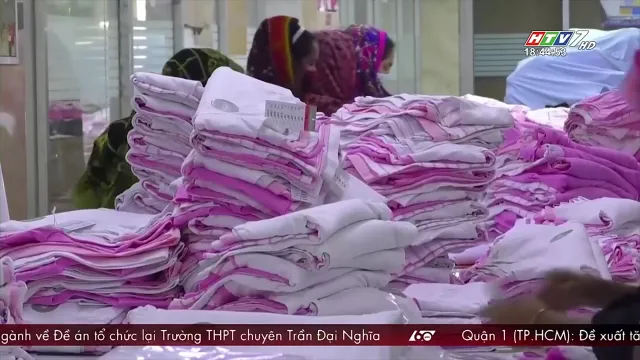 HTV7 HD
18:44:53
gành về Đề án tổ chức lại Trường THPT chuyên Trần Đại Nghĩa 60 Quận 1 (TP.HCM): Đề xuất tă